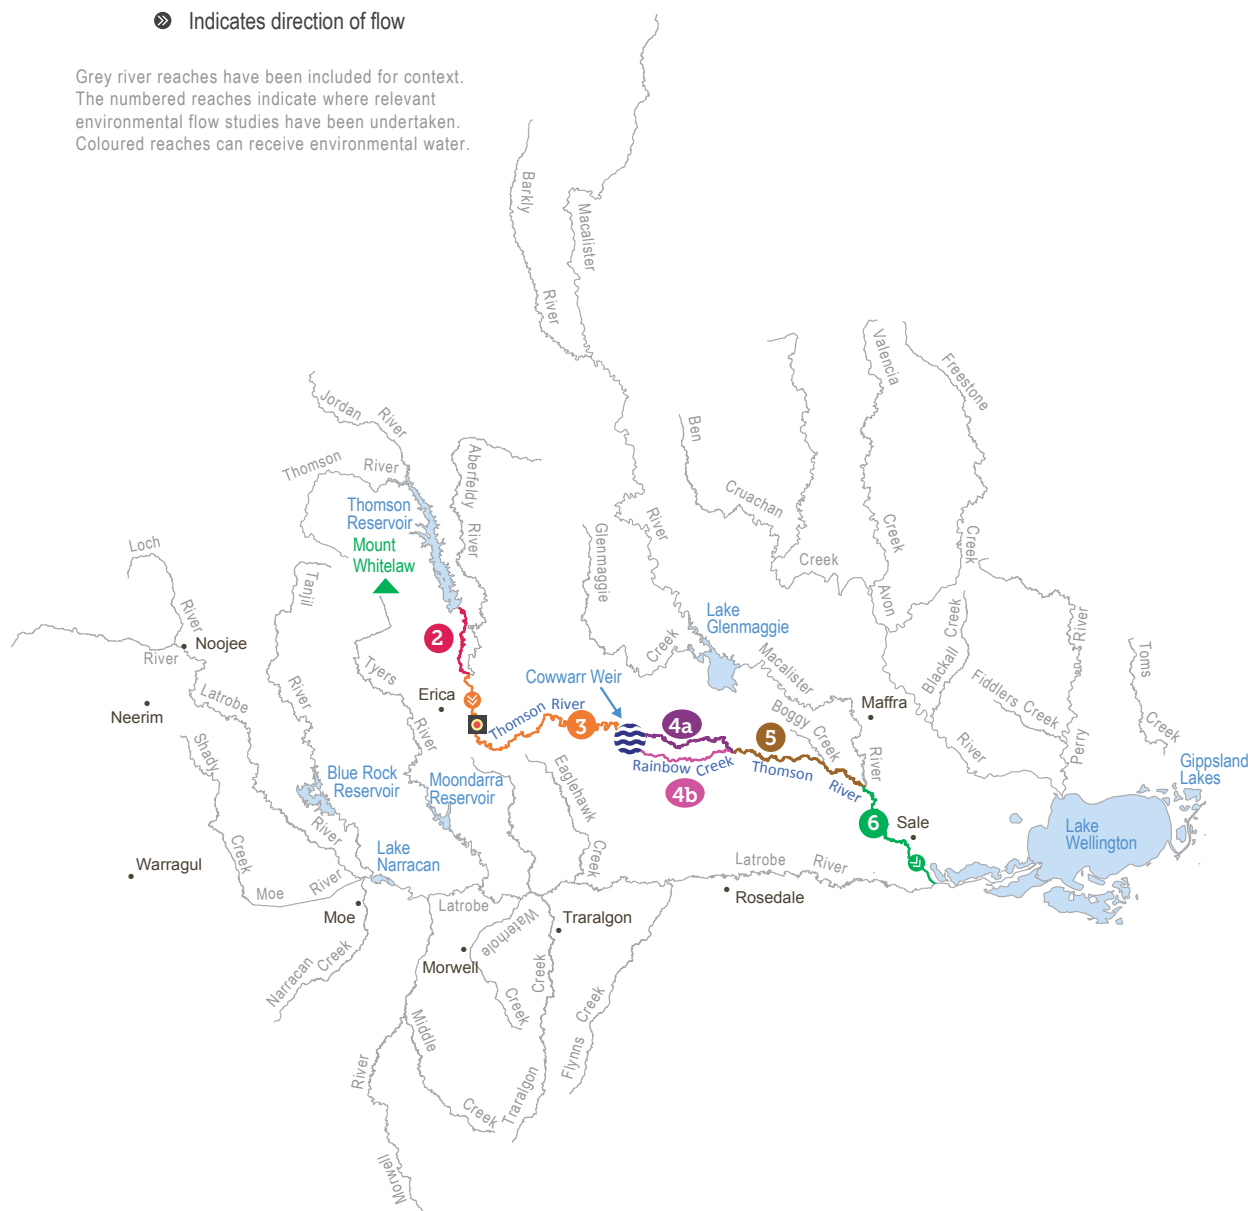 Indicates direction of flow
Grey river reaches have been included for context.
The numbered reaches indicate where relevant
environmental flow studies have been undertaken.
Coloured reaches can receive environmental water.
Barkly
River
Macalister
River
Jordan
River
Thomson
River
Aberfeldy
River
Thomson
Reservoir
Mount
Whitelaw
Loch
River
Noojee
River
Tanjil
River
Latrobe
River
Neerim
Shady
Creek
Tyers
River
Erica
2
Thomson River
3
Cowwarr Weir
4a
Rainbow Creek
4b
5
Thomson
River
6
Glenmaggie
Creek
Lake
Glenmaggie
Macalister
River
Boggy Creek
Maffra
Ben
Cruachan
Creek
Valencia
Creek
Freestone
Creek
Avon
River
Blackall Creek
Fiddlers Creek
Perry
River
Toms
Creek
Gippsland
Lakes
Lake
Wellington
Sale
Latrobe
River
Rosedale
Eaglehawk
Creek
Blue Rock
Reservoir
Moondarra
Reservoir
Lake
Narracan
Warragul
Moe
River
Moe
Narracan
Creek
Latrobe
Morwell
Waterhole
Creek
Traralgon
Traralgon
Creek
Flynns
Creek
Middle
Creek
Morwell
River